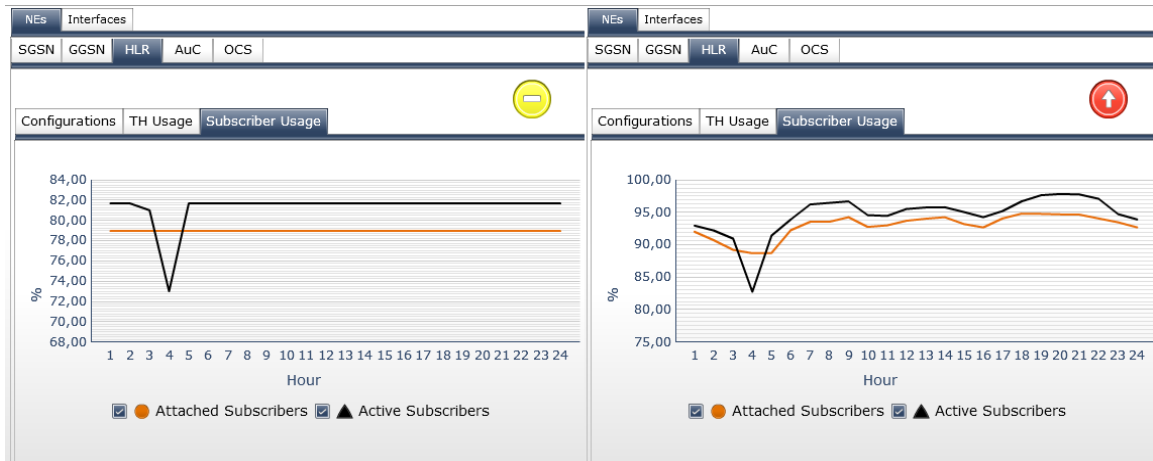 NEs Interfaces
SGSN GGSN HLR AuC OCS
Configurations TH Usage Subscriber Usage
84,00
82,00
80,00
78,00
76,00
74,00
72,00
70,00
68,00
%
1 2 3 4 5 6 7 8 9 10 11 12 13 14 15 16 17 18 19 20 21 22 23 24
Hour
Attached Subscribers Active Subscribers
NEs Interfaces
SGSN GGSN HLR AuC OCS
Configurations TH Usage Subscriber Usage
100,00
95,00
90,00
85,00
80,00
75,00
%
1 2 3 4 5 6 7 8 9 10 11 12 13 14 15 16 17 18 19 20 21 22 23 24
Hour
Attached Subscribers Active Subscribers